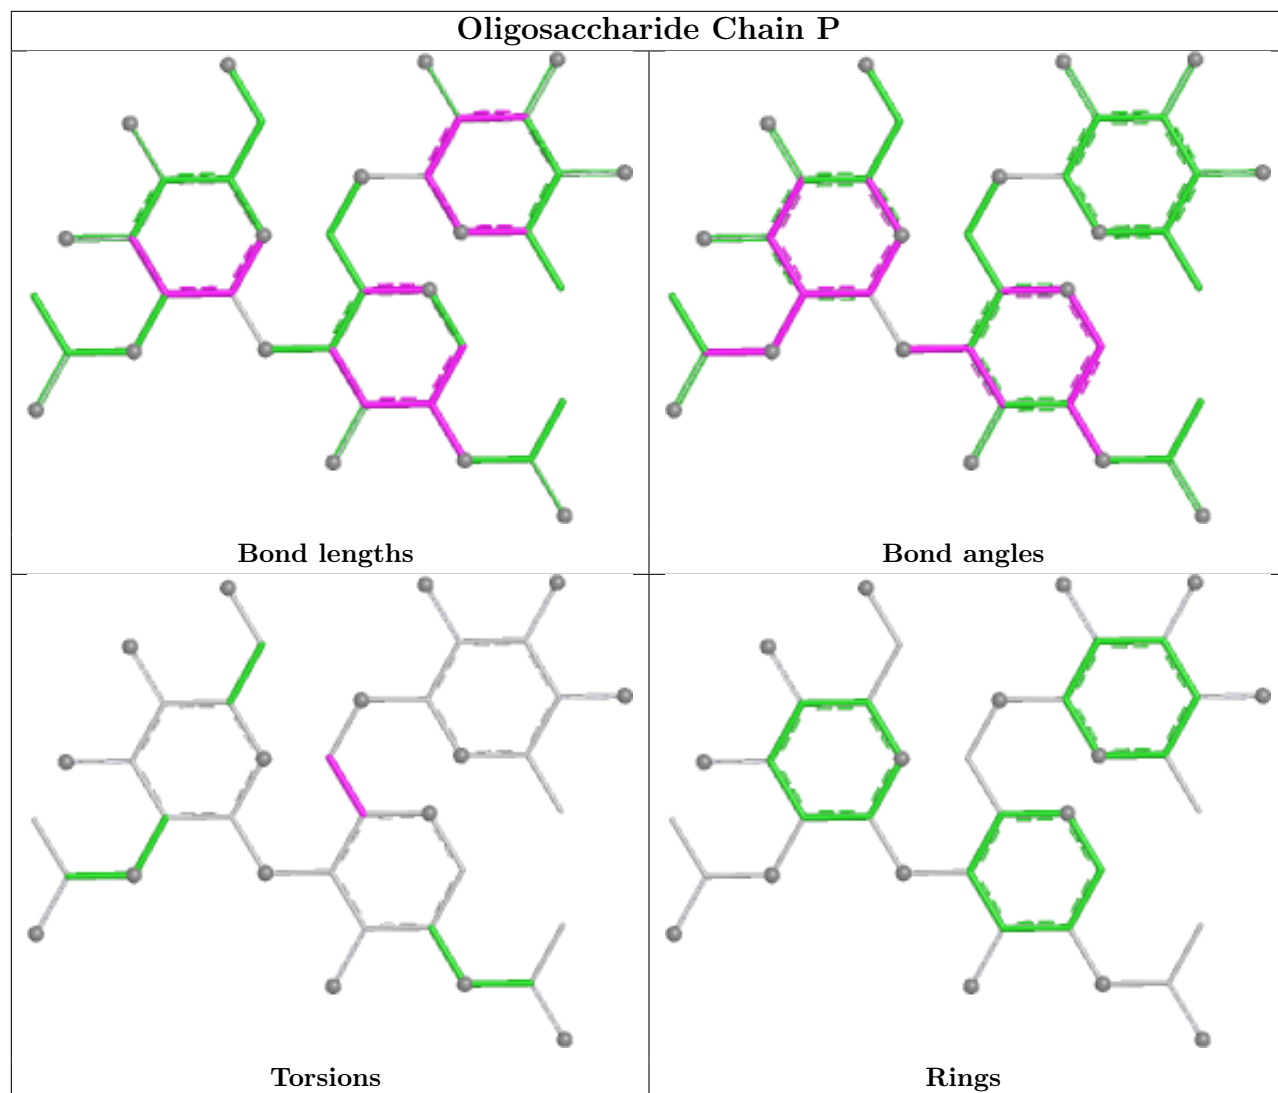 Oligosaccharide Chain P
Bond lengths
Bond angles
Torsions
Rings